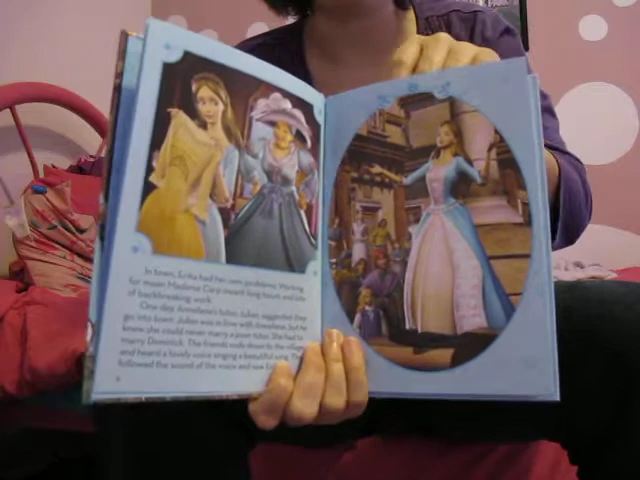 In town, Erika had her own problems. Working
for mean Madame Carp meant long hours and lots
of backbreaking work.
One day, Anneliese's tutor, Julian, suggested they
go into town. Julian was in love with Anneliese, but he
knew she could never marry a poor tutor. She had to
marry Dominick. The friends rode down to the village
and heard a lovely voice singing a beautiful song. They
followed the sound of the voice and saw